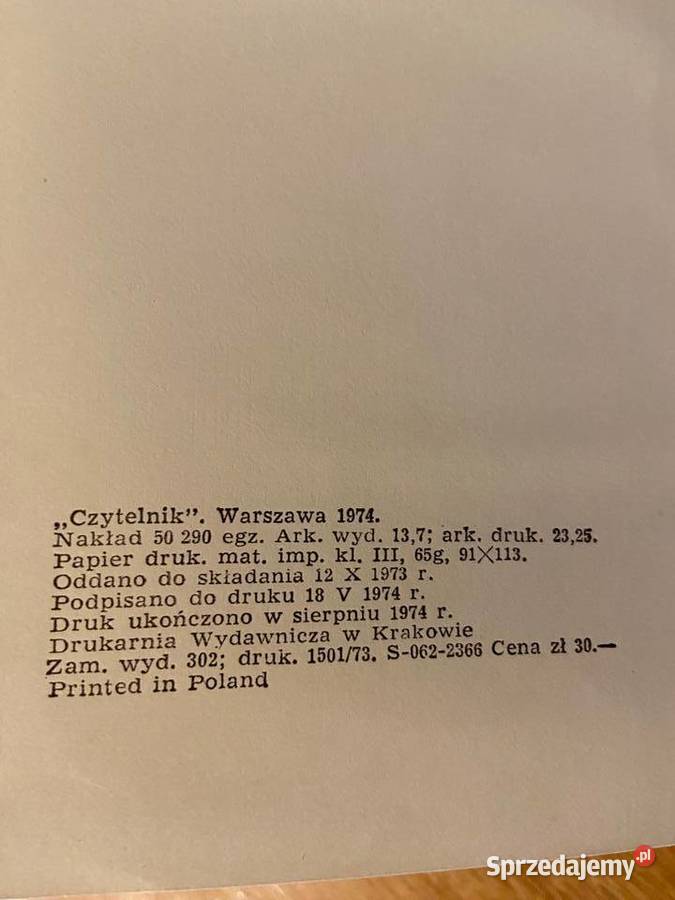 „Czytelnik”. Warszawa 1974.
Nakład 50 290 egz. Ark. wyd. 13,7; ark. druk. 23,25.
Papier druk. mat. imp. kl. III, 65g, 91×113.
Oddano do składania 12 X 1973 r.
Podpisano do druku 18 V 1974 r.
Druk ukończono w sierpniu 1974 r.
Drukarnia Wydawnicza w Krakowie
Zam. wyd. 302; druk. 1501/73. S-062-2366 Cena zł 30.—
Printed in Poland
Sprzedajemy.pl